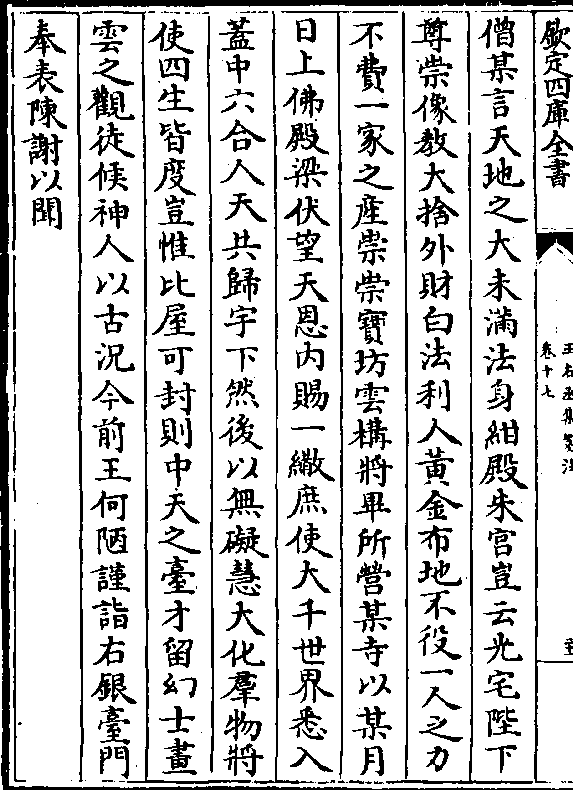 欽定四庫全書
王右丞集箋注
卷十七
僧某言天地之大未滿法身紺殿朱宮豈云光宅陛下
尊崇像教大捨外財白法利人黃金布地不役一人之力
不費一家之產崇崇寶坊雲構將畢所營某寺以某月
日上佛殿梁伏望天恩内賜一繖庶使大千世界悉入
蓋中六合人天共歸宇下然後以無礙慧大化羣物將
使四生皆度豈惟比屋可封則中天之臺才留幻士畫
雲之觀徒候神人以古況今前王何陋謹詣右銀臺門
奉表陳謝以聞